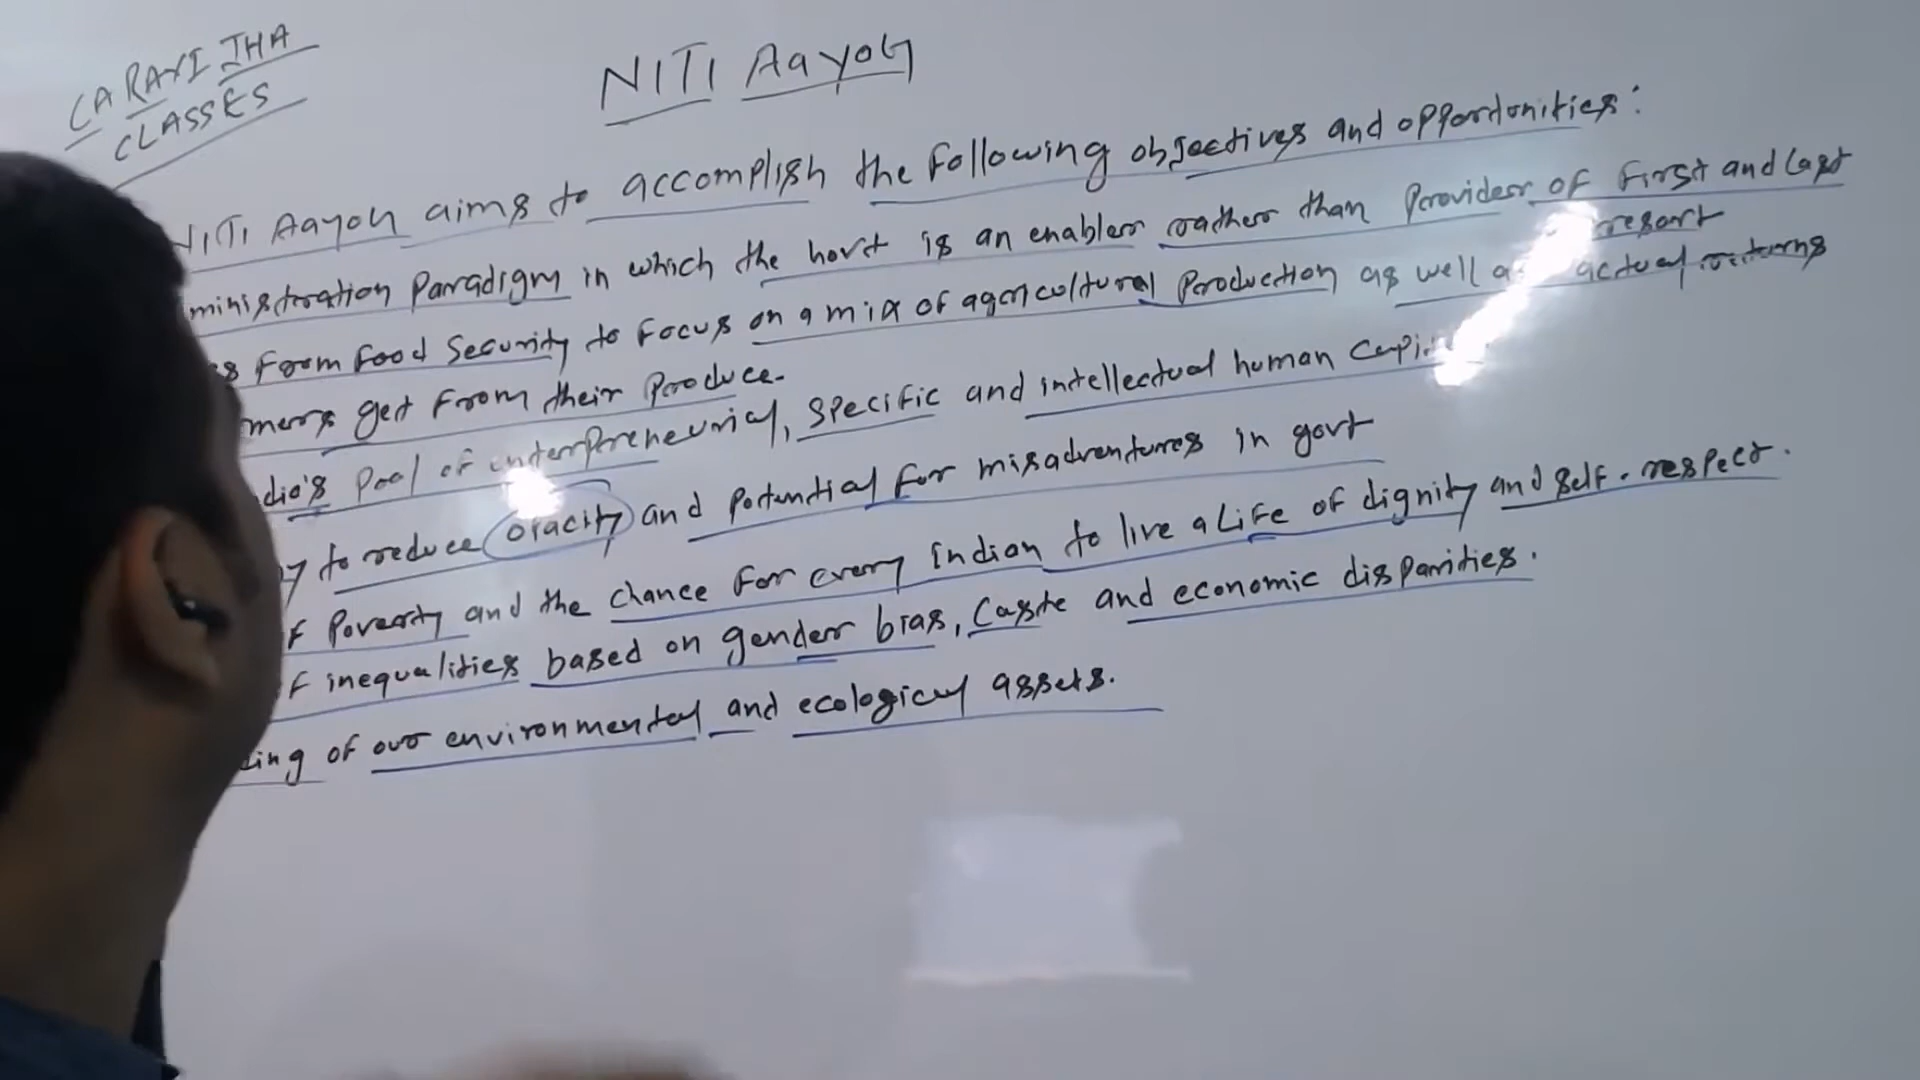 CA RAVI JHA
CLASSES
NITI AayoG
NITI Aayog aims to accomplish the following objectives and opportunities:
ministration Paradigm in which the Govt is an enabler rather than Provider of First and Last
resort
s From Food Security to Focus on a mix of agricultural Production as well as actual returns
mers get From their Produce.
dia's Pool of enterpreneurial, Specific and intellectual human Capi
y to reduce opacity and Potential for misadventures in govt
F Poverty and the chance For every Indian to live a Life of dignity and Self-respect.
F inequalities based on gender bias, Caste and economic disparities.
ing of our environmental and ecological assets.